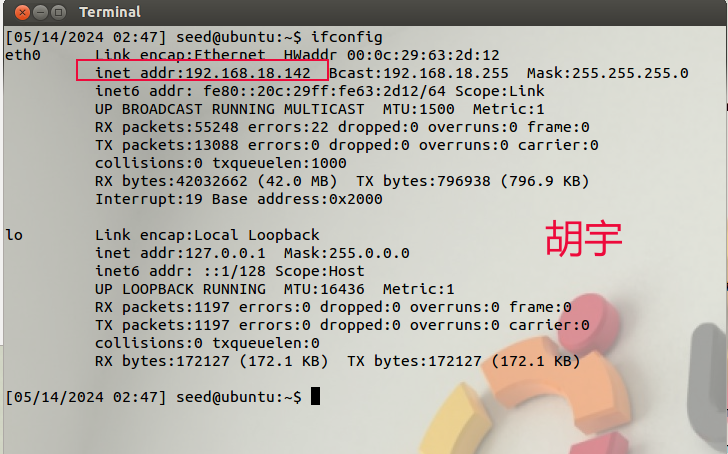 Terminal
[05/14/2024 02:47] seed@ubuntu:~$ ifconfig
eth0      Link encap:Ethernet  HWaddr 00:0c:29:63:2d:12
          inet addr:192.168.18.142  Bcast:192.168.18.255  Mask:255.255.255.0
          inet6 addr: fe80::20c:29ff:fe63:2d12/64 Scope:Link
          UP BROADCAST RUNNING MULTICAST  MTU:1500  Metric:1
          RX packets:55248 errors:22 dropped:0 overruns:0 frame:0
          TX packets:13088 errors:0 dropped:0 overruns:0 carrier:0
          collisions:0 txqueuelen:1000
          RX bytes:42032662 (42.0 MB)  TX bytes:796938 (796.9 KB)
          Interrupt:19 Base address:0x2000
胡宇
lo        Link encap:Local Loopback
          inet addr:127.0.0.1  Mask:255.0.0.0
          inet6 addr: ::1/128 Scope:Host
          UP LOOPBACK RUNNING  MTU:16436  Metric:1
          RX packets:1197 errors:0 dropped:0 overruns:0 frame:0
          TX packets:1197 errors:0 dropped:0 overruns:0 carrier:0
          collisions:0 txqueuelen:0
          RX bytes:172127 (172.1 KB)  TX bytes:172127 (172.1 KB)
[05/14/2024 02:47] seed@ubuntu:~$